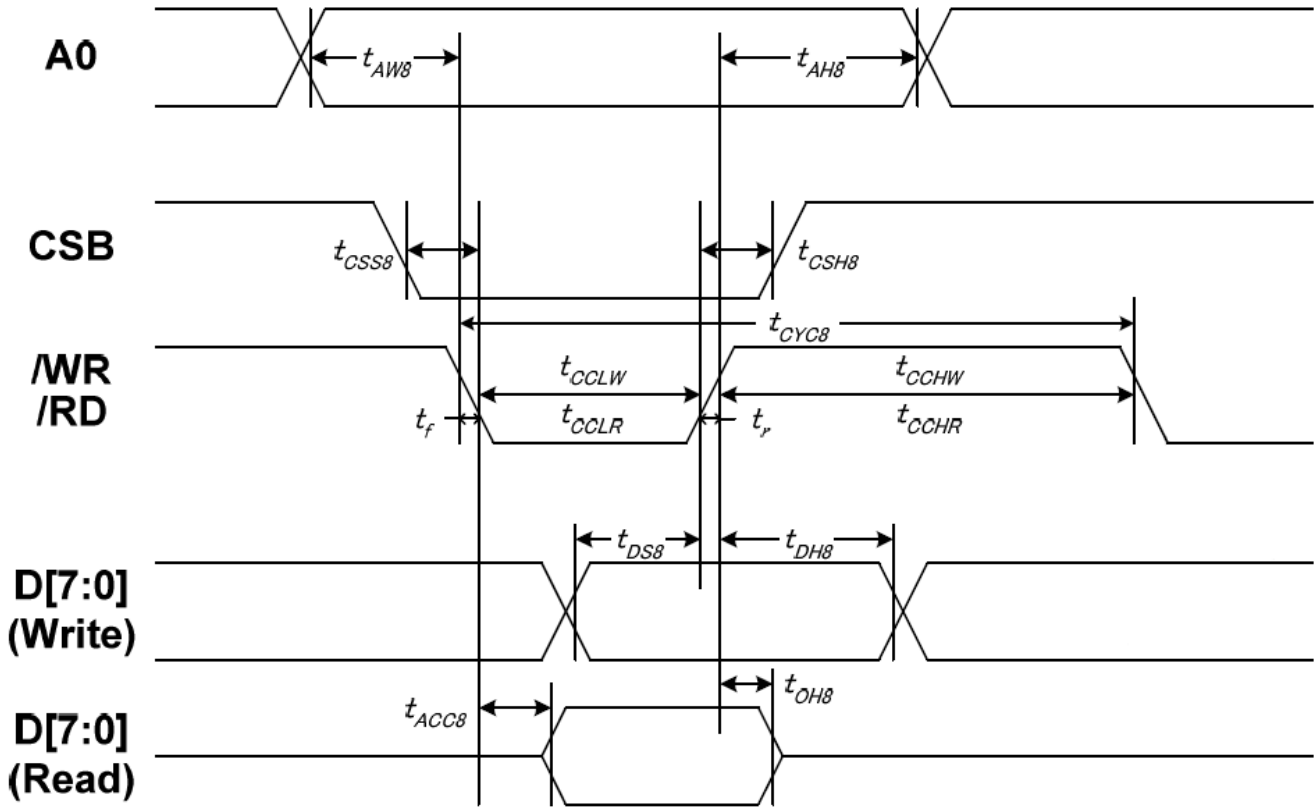 A0
tAW8
tAH8
CSB
tCSS8
tCSH8
tCYC8
/WR
/RD
tCCLW
tCCHW
tf
tCCLR
tr
tCCHR
tDS8
tDH8
D[7:0]
(Write)
tOH8
tACC8
D[7:0]
(Read)